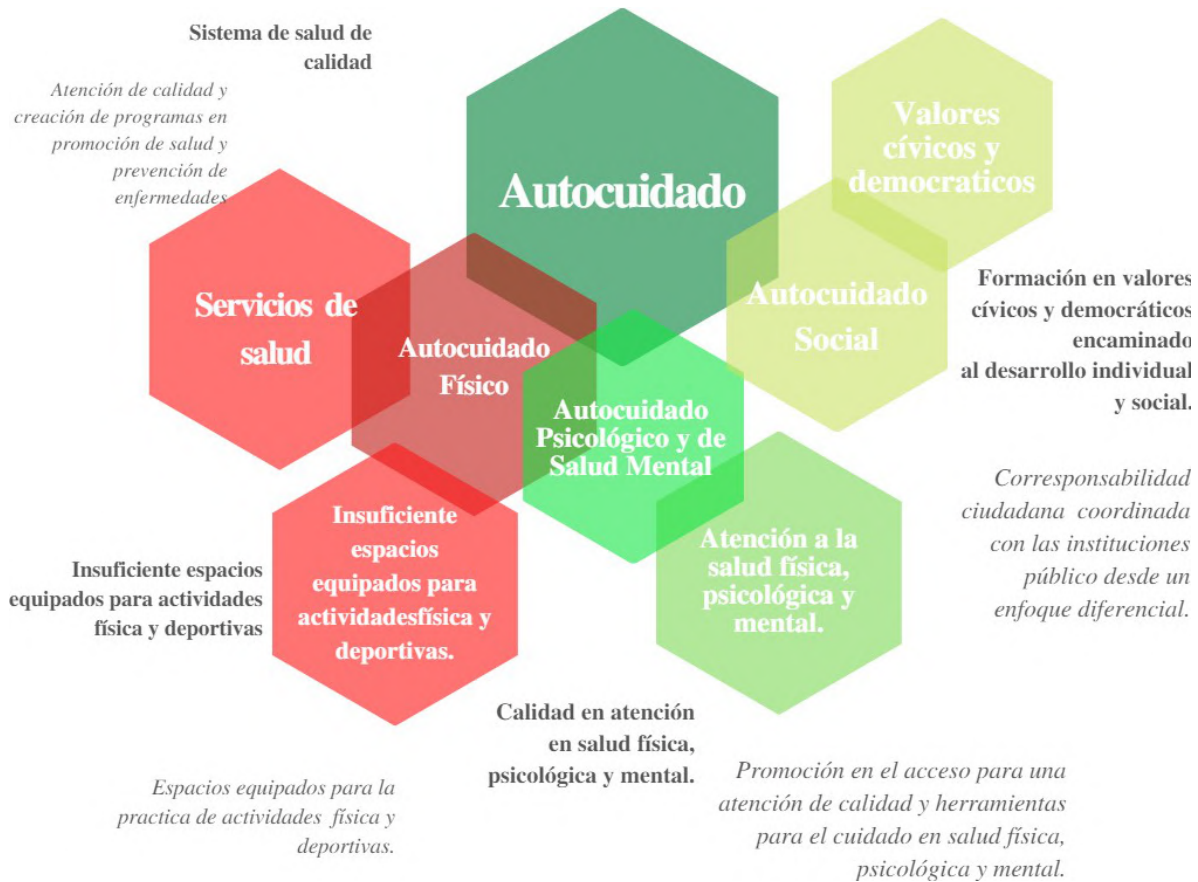 Sistema de salud de
calidad
Atención de calidad y
creación de programas en
promoción de salud y
prevención de
enfermedades
Autocuidado
Valores
cívicos y
democraticos
Servicios de
salud
Autocuidado
Físico
Autocuidado
Psicológico y de
Salud Mental
Autocuidado
Social
Formación en valores
cívicos y democráticos
encaminado
al desarrollo individual
y social.
Corresponsabilidad
ciudadana coordinada
con las instituciones
público desde un
enfoque diferencial.
Insuficiente espacios
equipados para actividades
física y deportivas
Insuficiente
espacios
equipados para
actividadesfísica y
deportivas.
Atención a la
salud física,
psicológica y
mental.
Calidad en atención
en salud física,
psicológica y mental.
Espacios equipados para la
practica de actividades física y
deportivas.
Promoción en el acceso para una
atención de calidad y herramientas
para el cuidado en salud física,
psicológica y mental.